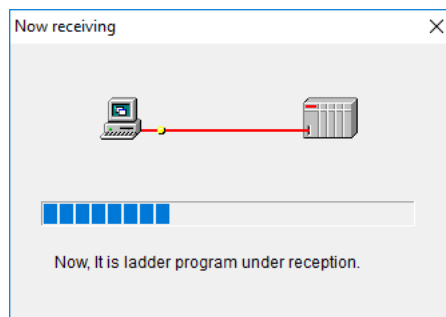 Now receiving
Now, It is ladder program under reception.